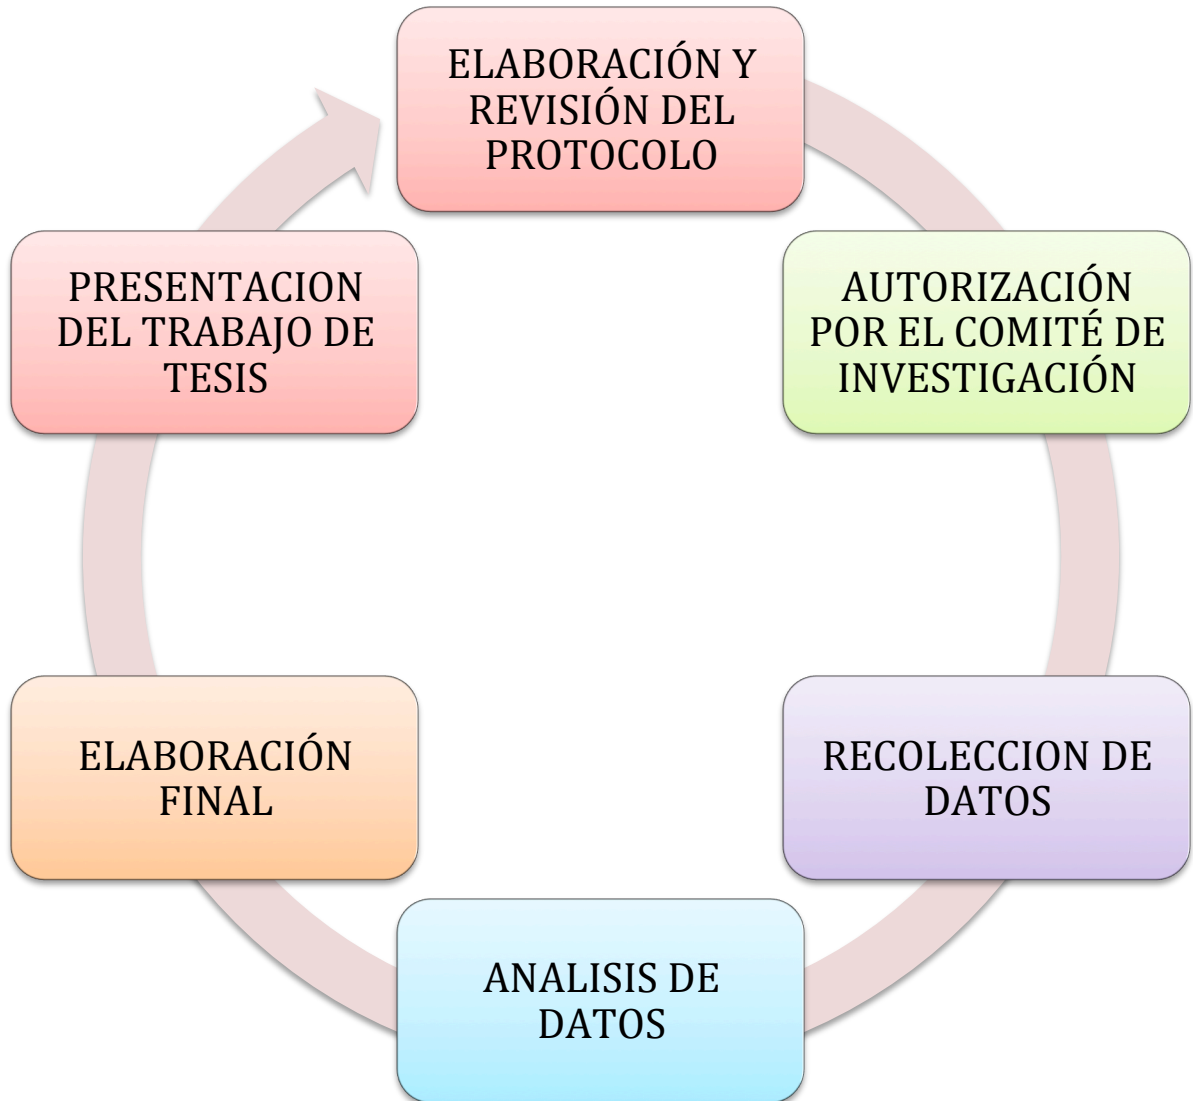 ELABORACIÓN Y
REVISIÓN DEL
PROTOCOLO
AUTORIZACIÓN
POR EL COMITÉ DE
INVESTIGACIÓN
RECOLECCION DE
DATOS
ANALISIS DE
DATOS
ELABORACIÓN
FINAL
PRESENTACION
DEL TRABAJO DE
TESIS